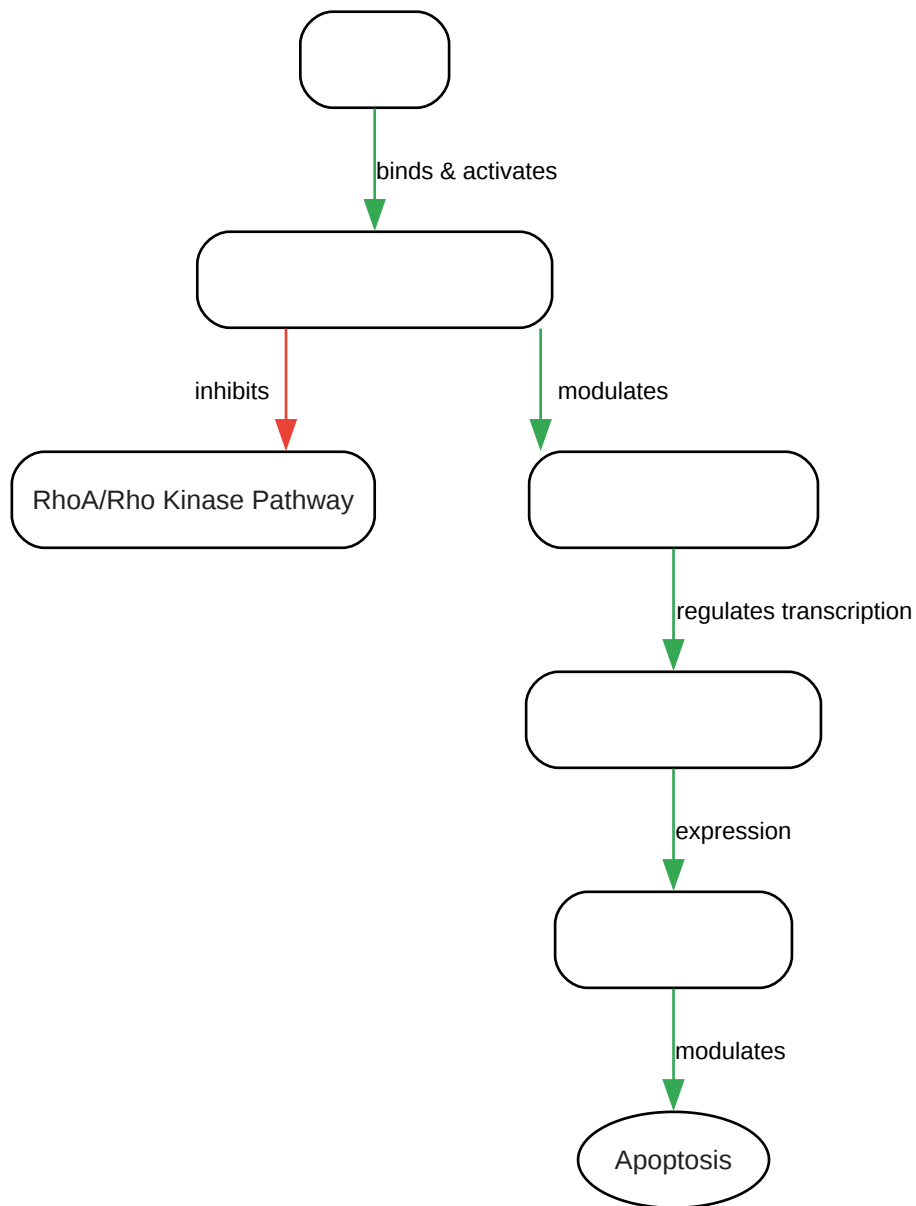 binds & activates
inhibits
modulates
RhoA/Rho Kinase Pathway
regulates transcription
expression
modulates
Apoptosis